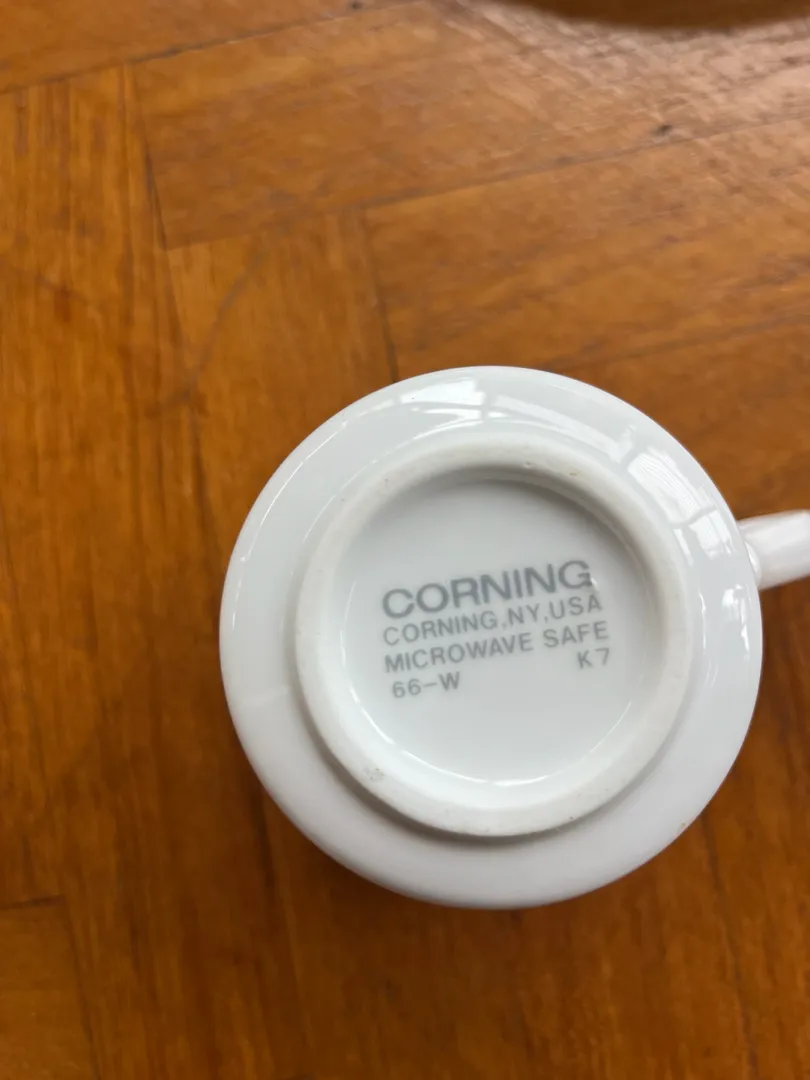 CORNING
CORNING,NY,USA
MICROWAVE SAFE
66-W K7